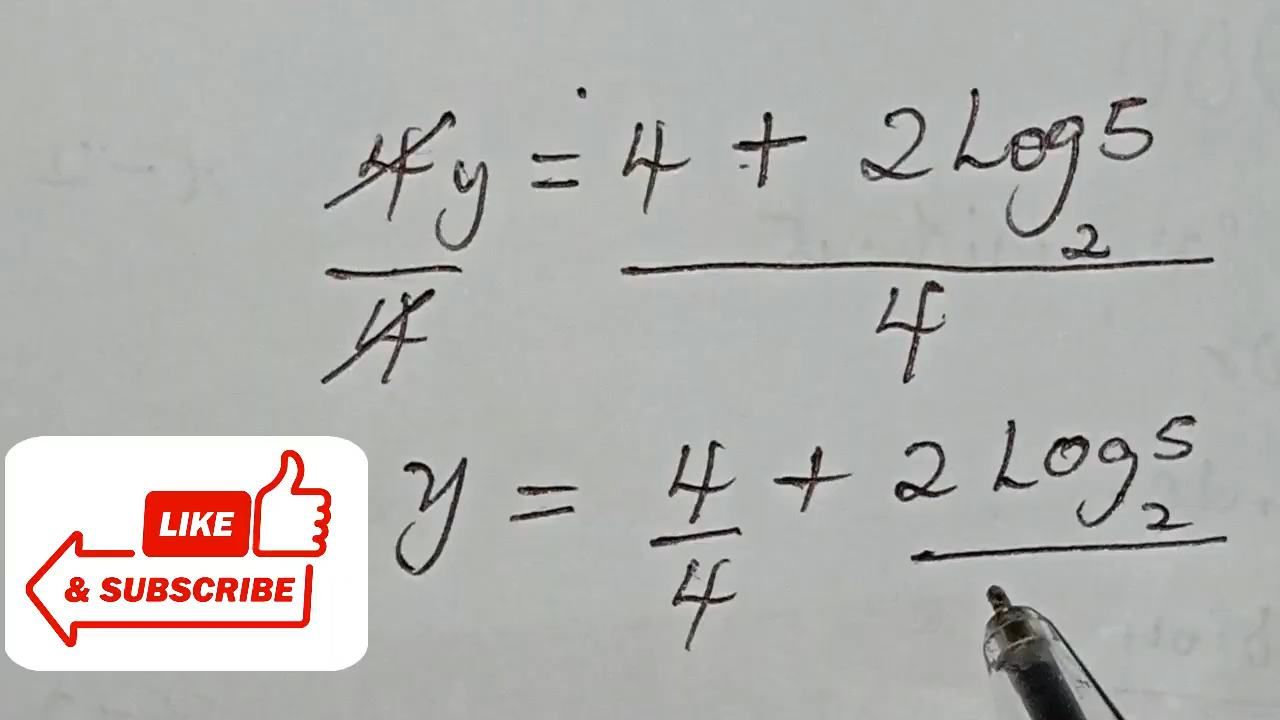 4y = 4 + 2Log₂5
4 4
y = 4 + 2Log₂5
4
LIKE
& SUBSCRIBE